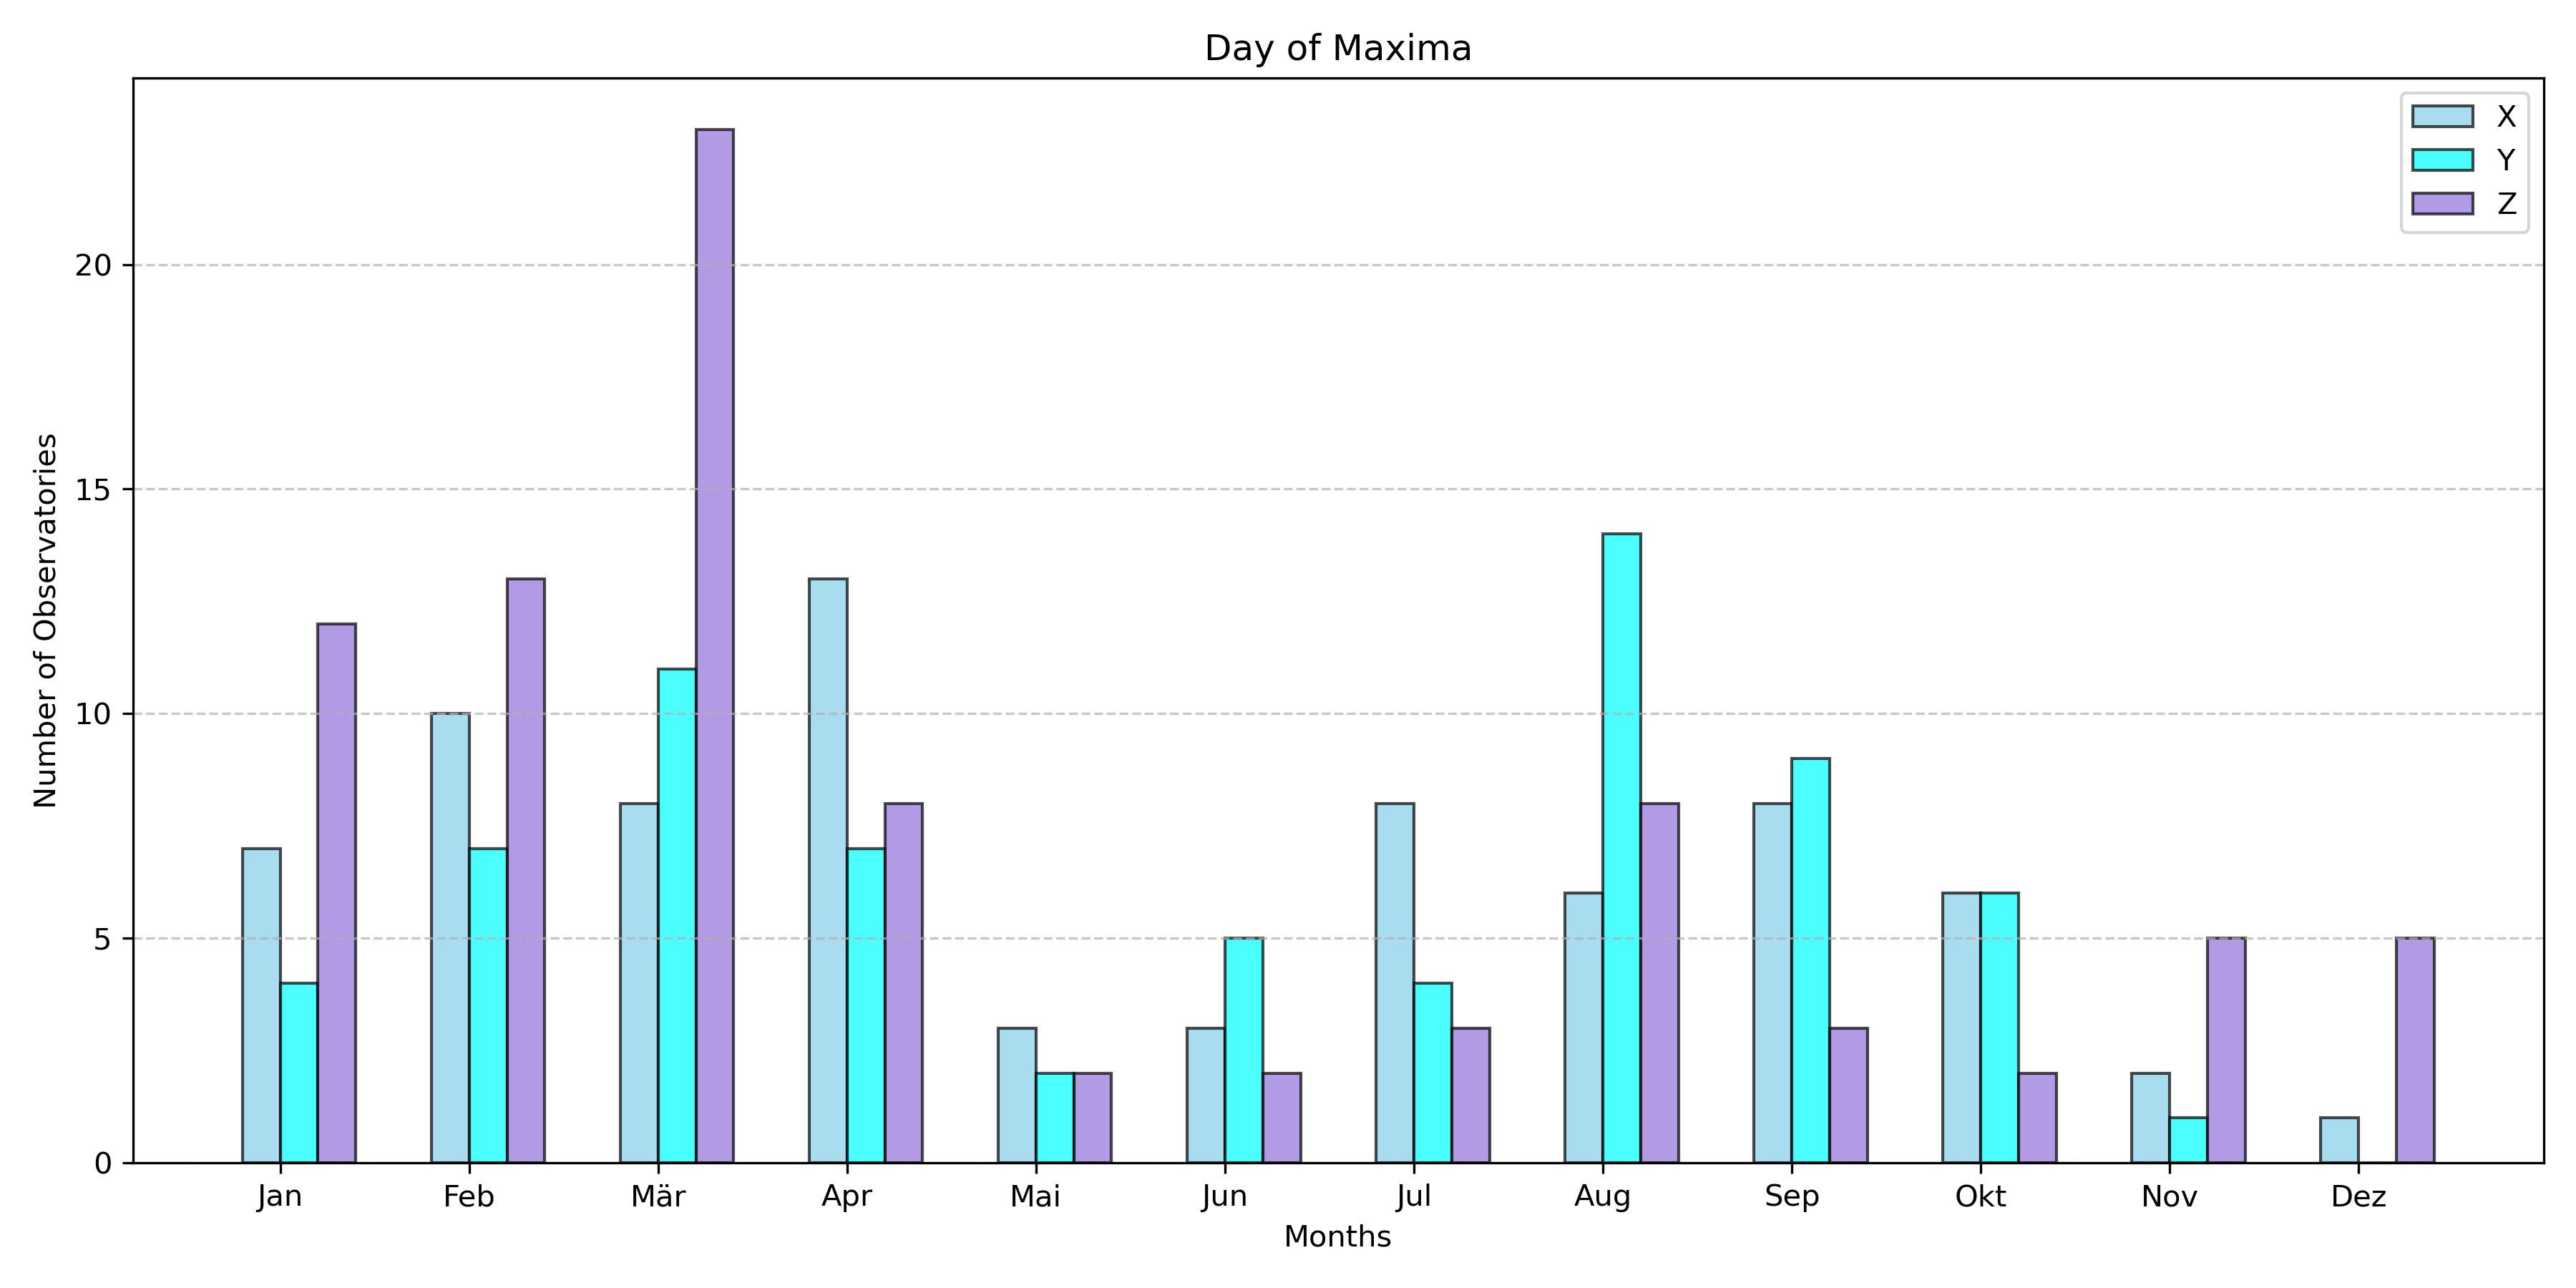 Day of Maxima
X
Y
Z
Number of Observatories
20
15
10
5
0
Jan Feb Mär Apr Mai Jun Jul Aug Sep Okt Nov Dez
Months